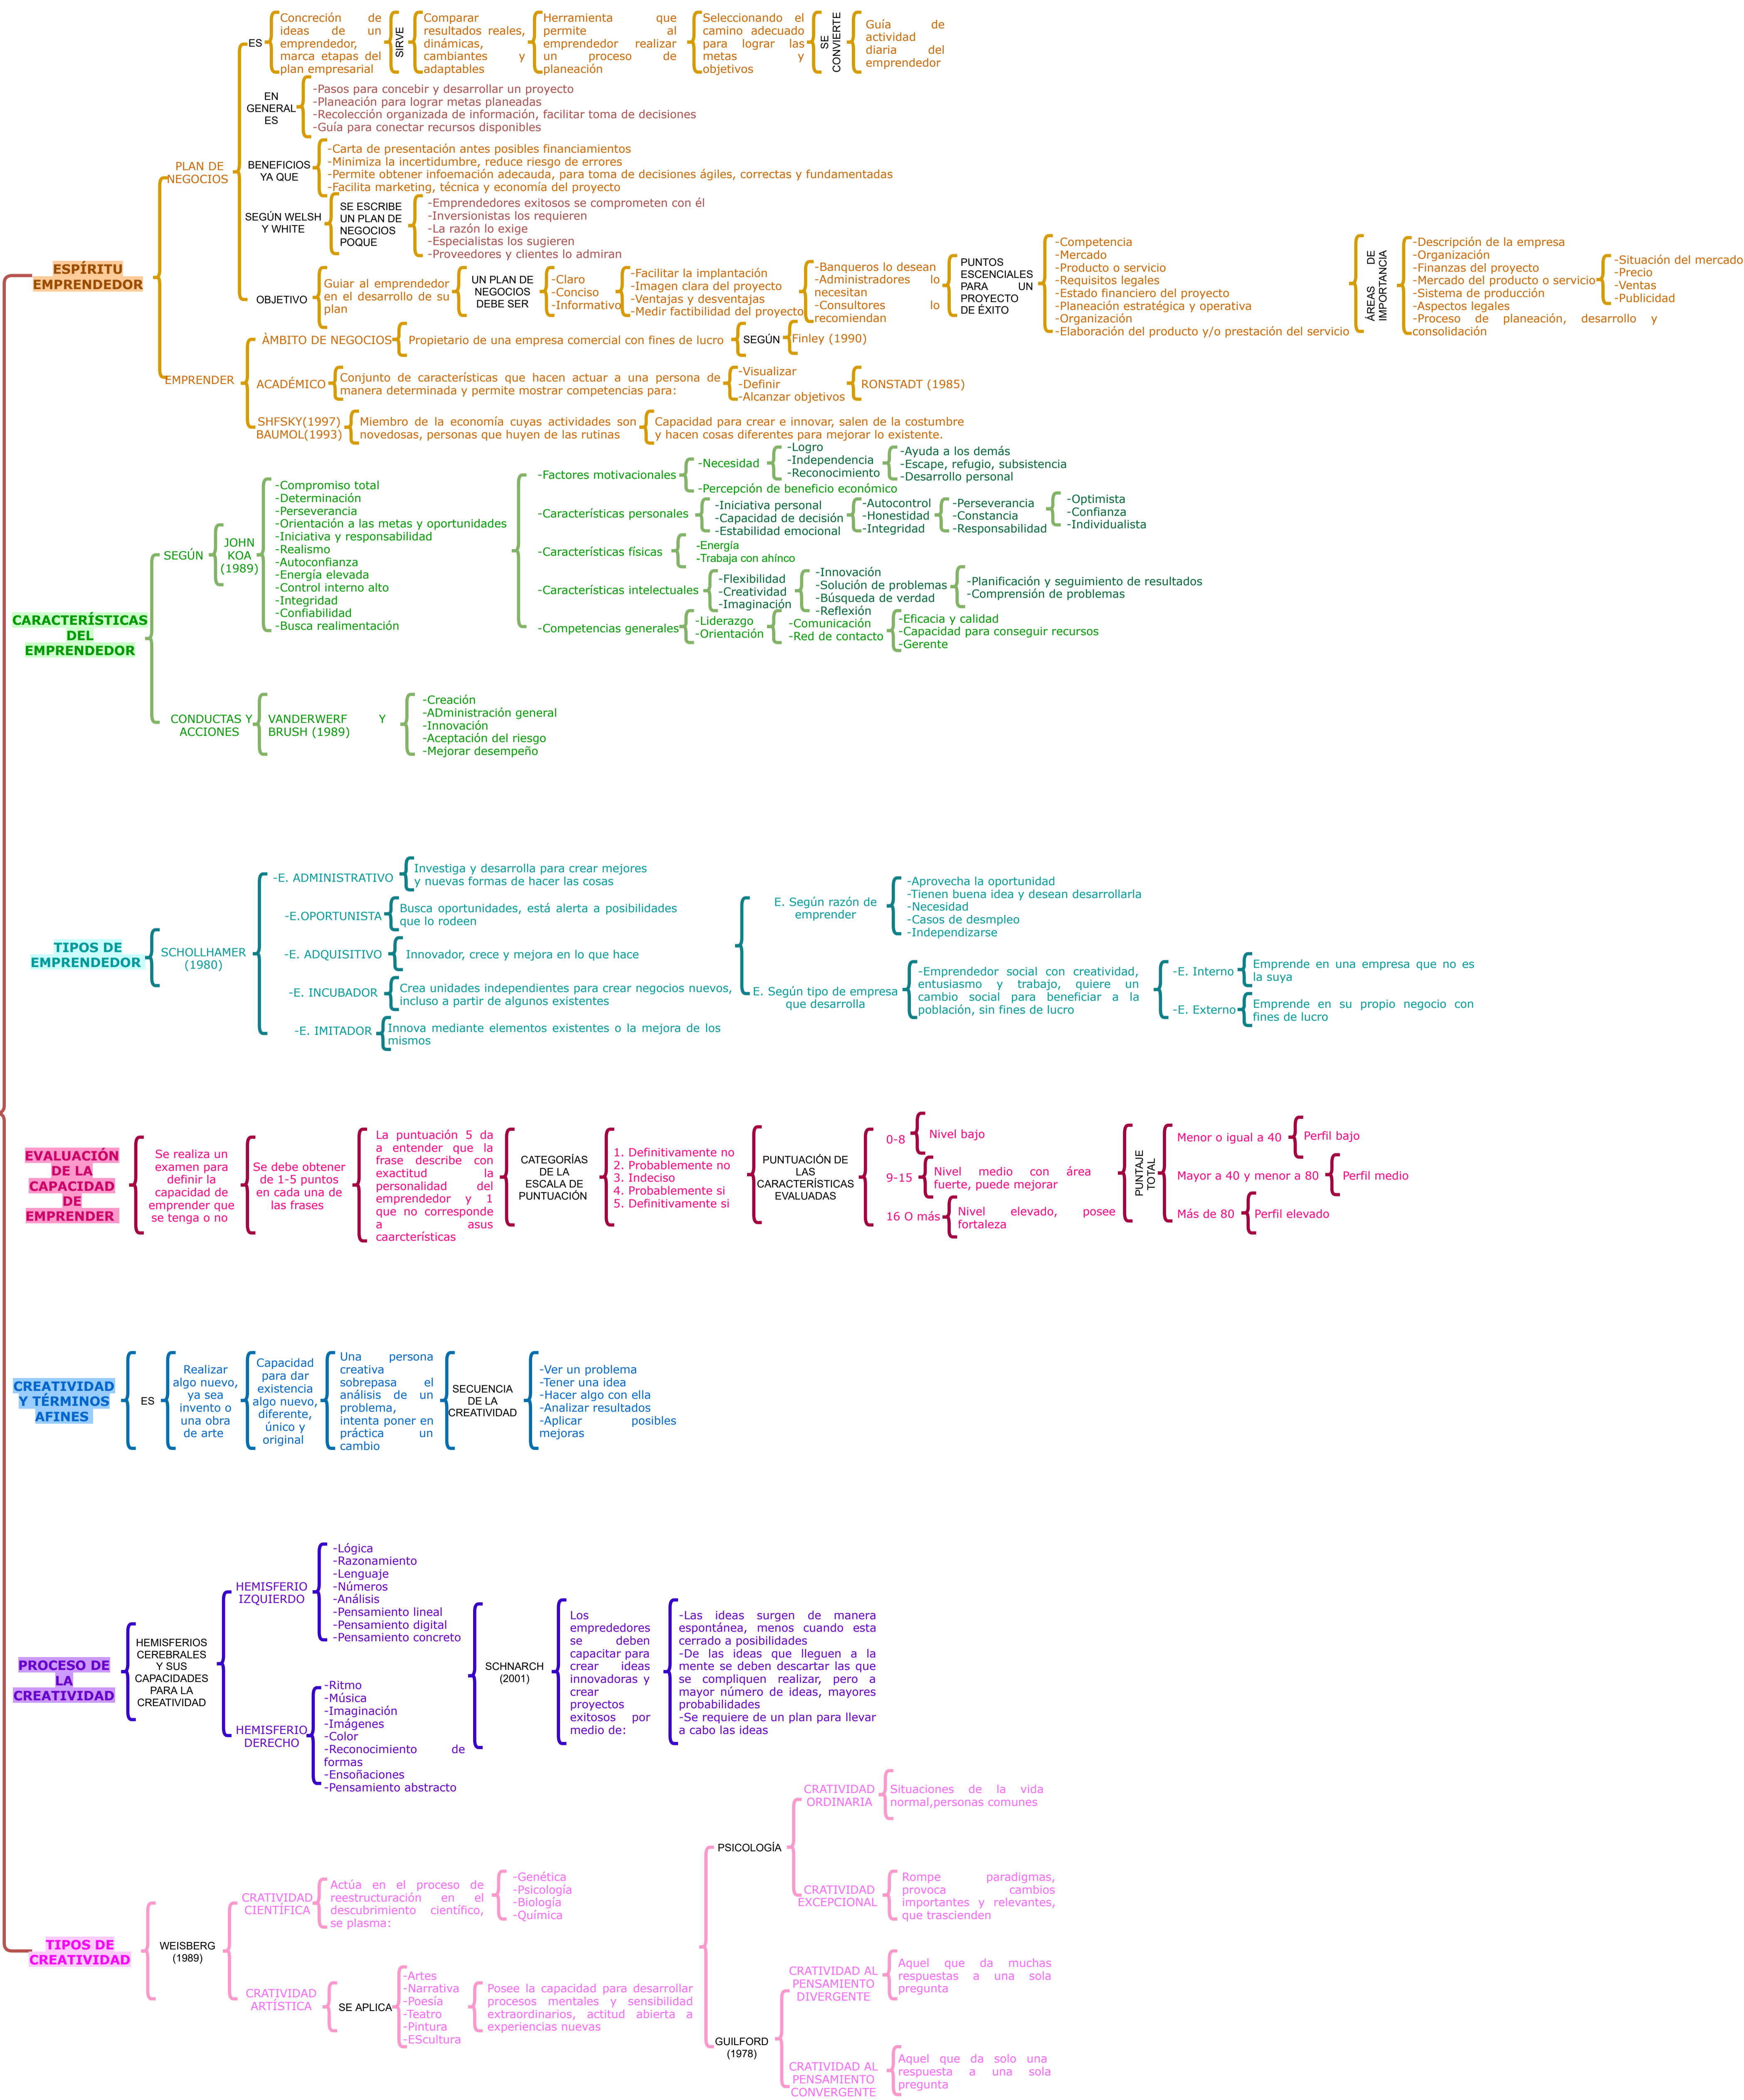 ESPÍRITU
EMPRENDEDOR
PLAN DE
NEGOCIOS
ES
Concreción de
ideas de un
emprendedor,
marca etapas del
plan empresarial
SIRVE
Comparar
resultados reales,
dinámicas,
cambiantes y
adaptables
Herramienta que
permite al
emprendedor realizar
un proceso de
planeación
Seleccionando el
camino adecuado
para lograr las
metas y
objetivos
SE
CONVIERTE
Guía de
actividad
diaria del
emprendedor
EN
GENERAL
ES
-Pasos para concebir y desarrollar un proyecto
-Planeación para lograr metas planeadas
-Recolección organizada de información, facilitar toma de decisiones
-Guía para conectar recursos disponibles
BENEFICIOS
YA QUE
-Carta de presentación antes posibles financiamientos
-Minimiza la incertidumbre, reduce riesgo de errores
-Permite obtener infoemación adecauda, para toma de decisiones ágiles, correctas y fundamentadas
-Facilita marketing, técnica y economía del proyecto
SEGÚN WELSH
Y WHITE
SE ESCRIBE
UN PLAN DE
NEGOCIOS
POQUE
-Emprendedores exitosos se comprometen con él
-Inversionistas los requieren
-La razón lo exige
-Especialistas los sugieren
-Proveedores y clientes lo admiran
OBJETIVO
Guiar al emprendedor
en el desarrollo de su
plan
UN PLAN DE
NEGOCIOS
DEBE SER
-Claro
-Conciso
-Informativo
-Facilitar la implantación
-Imagen clara del proyecto
-Ventajas y desventajas
-Medir factibilidad del proyecto
-Banqueros lo desean
-Administradores lo
necesitan
-Consultores lo
recomiendan
PUNTOS
ESCENCIALES
PARA UN
PROYECTO
DE ÉXITO
-Competencia
-Mercado
-Producto o servicio
-Requisitos legales
-Estado financiero del proyecto
-Planeación estratégica y operativa
-Organización
-Elaboración del producto y/o prestación del servicio
ÁREAS DE
IMPORTANCIA
-Descripción de la empresa
-Organización
-Finanzas del proyecto
-Mercado del producto o servicio
-Sistema de producción
-Aspectos legales
-Proceso de planeación, desarrollo y
consolidación
-Situación del mercado
-Precio
-Ventas
-Publicidad
EMPRENDER
ÀMBITO DE NEGOCIOS
Propietario de una empresa comercial con fines de lucro
SEGÚN
Finley (1990)
ACADÉMICO
Conjunto de características que hacen actuar a una persona de
manera determinada y permite mostrar competencias para:
-Visualizar
-Definir
-Alcanzar objetivos
RONSTADT (1985)
SHFSKY(1997)
BAUMOL(1993)
Miembro de la economía cuyas actividades son
novedosas, personas que huyen de las rutinas
Capacidad para crear e innovar, salen de la costumbre
y hacen cosas diferentes para mejorar lo existente.
CARACTERÍSTICAS
DEL
EMPRENDEDOR
SEGÚN
JOHN
KOA
(1989)
-Compromiso total
-Determinación
-Perseverancia
-Orientación a las metas y oportunidades
-Iniciativa y responsabilidad
-Realismo
-Autoconfianza
-Energía elevada
-Control interno alto
-Integridad
-Confiabilidad
-Busca realimentación
-Factores motivacionales
-Necesidad
-Logro
-Independencia
-Reconocimiento
-Ayuda a los demás
-Escape, refugio, subsistencia
-Desarrollo personal
-Percepción de beneficio económico
-Características personales
-Iniciativa personal
-Capacidad de decisión
-Estabilidad emocional
-Autocontrol
-Honestidad
-Integridad
-Perseverancia
-Constancia
-Responsabilidad
-Optimista
-Confianza
-Individualista
-Características físicas
-Energía
-Trabaja con ahínco
-Características intelectuales
-Flexibilidad
-Creatividad
-Imaginación
-Innovación
-Solución de problemas
-Búsqueda de verdad
-Reflexión
-Planificación y seguimiento de resultados
-Comprensión de problemas
-Competencias generales
-Liderazgo
-Orientación
-Comunicación
-Red de contacto
-Eficacia y calidad
-Capacidad para conseguir recursos
-Gerente
CONDUCTAS Y
ACCIONES
VANDERWERF Y
BRUSH (1989)
-Creación
-ADministración general
-Innovación
-Aceptación del riesgo
-Mejorar desempeño
TIPOS DE
EMPRENDEDOR
SCHOLLHAMER
(1980)
-E. ADMINISTRATIVO
Investiga y desarrolla para crear mejores
y nuevas formas de hacer las cosas
-E.OPORTUNISTA
Busca oportunidades, está alerta a posibilidades
que lo rodeen
-E. ADQUISITIVO
Innovador, crece y mejora en lo que hace
-E. INCUBADOR
Crea unidades independientes para crear negocios nuevos,
incluso a partir de algunos existentes
-E. IMITADOR
Innova mediante elementos existentes o la mejora de los
mismos
E. Según razón de
emprender
-Aprovecha la oportunidad
-Tienen buena idea y desean desarrollarla
-Necesidad
-Casos de desmpleo
-Independizarse
E. Según tipo de empresa
que desarrolla
-Emprendedor social con creatividad,
entusiasmo y trabajo, quiere un
cambio social para beneficiar a la
población, sin fines de lucro
-E. Interno
Emprende en una empresa que no es
la suya
-E. Externo
Emprende en su propio negocio con
fines de lucro
EVALUACIÓN
DE LA
CAPACIDAD
DE
EMPRENDER
Se realiza un
examen para
definir la
capacidad de
emprender que
se tenga o no
Se debe obtener
de 1-5 puntos
en cada una de
las frases
La puntuación 5 da
a entender que la
frase describe con
exactitud la
personalidad del
emprendedor y 1
que no corresponde
a asus
caarcterísticas
CATEGORÍAS
DE LA
ESCALA DE
PUNTUACIÓN
1. Definitivamente no
2. Probablemente no
3. Indeciso
4. Probablemente si
5. Definitivamente si
PUNTUACIÓN DE
LAS
CARACTERÍSTICAS
EVALUADAS
0-8
Nivel bajo
9-15
Nivel medio con área
fuerte, puede mejorar
16 O más
Nivel elevado, posee
fortaleza
PUNTAJE
TOTAL
Menor o igual a 40
Perfil bajo
Mayor a 40 y menor a 80
Perfil medio
Más de 80
Perfil elevado
CREATIVIDAD
Y TÉRMINOS
AFINES
ES
Realizar
algo nuevo,
ya sea
invento o
una obra
de arte
Capacidad
para dar
existencia
algo nuevo,
diferente,
único y
original
Una persona
creativa
sobrepasa el
análisis de un
problema,
intenta poner en
práctica un
cambio
SECUENCIA
DE LA
CREATIVIDAD
-Ver un problema
-Tener una idea
-Hacer algo con ella
-Analizar resultados
-Aplicar posibles
mejoras
PROCESO DE
LA
CREATIVIDAD
HEMISFERIOS
CEREBRALES
Y SUS
CAPACIDADES
PARA LA
CREATIVIDAD
HEMISFERIO
IZQUIERDO
-Lógica
-Razonamiento
-Lenguaje
-Números
-Análisis
-Pensamiento lineal
-Pensamiento digital
-Pensamiento concreto
HEMISFERIO
DERECHO
-Ritmo
-Música
-Imaginación
-Imágenes
-Color
-Reconocimiento de
formas
-Ensoñaciones
-Pensamiento abstracto
SCHNARCH
(2001)
Los
emprededores
se deben
capacitar para
crear ideas
innovadoras y
crear
proyectos
exitosos por
medio de:
-Las ideas surgen de manera
espontánea, menos cuando esta
cerrado a posibilidades
-De las ideas que lleguen a la
mente se deben descartar las que
se compliquen realizar, pero a
mayor número de ideas, mayores
probabilidades
-Se requiere de un plan para llevar
a cabo las ideas
TIPOS DE
CREATIVIDAD
WEISBERG
(1989)
CRATIVIDAD
CIENTÍFICA
Actúa en el proceso de
reestructuración en el
descubrimiento científico,
se plasma:
-Genética
-Psicología
-Biología
-Química
CRATIVIDAD
ARTÍSTICA
SE APLICA
-Artes
-Narrativa
-Poesía
-Teatro
-Pintura
-EScultura
Posee la capacidad para desarrollar
procesos mentales y sensibilidad
extraordinarios, actitud abierta a
experiencias nuevas
PSICOLOGÍA
CRATIVIDAD
ORDINARIA
Situaciones de la vida
normal,personas comunes
CRATIVIDAD
EXCEPCIONAL
Rompe paradigmas,
provoca cambios
importantes y relevantes,
que trascienden
GUILFORD
(1978)
CRATIVIDAD AL
PENSAMIENTO
DIVERGENTE
Aquel que da muchas
respuestas a una sola
pregunta
CRATIVIDAD AL
PENSAMIENTO
CONVERGENTE
Aquel que da solo una
respuesta a una sola
pregunta